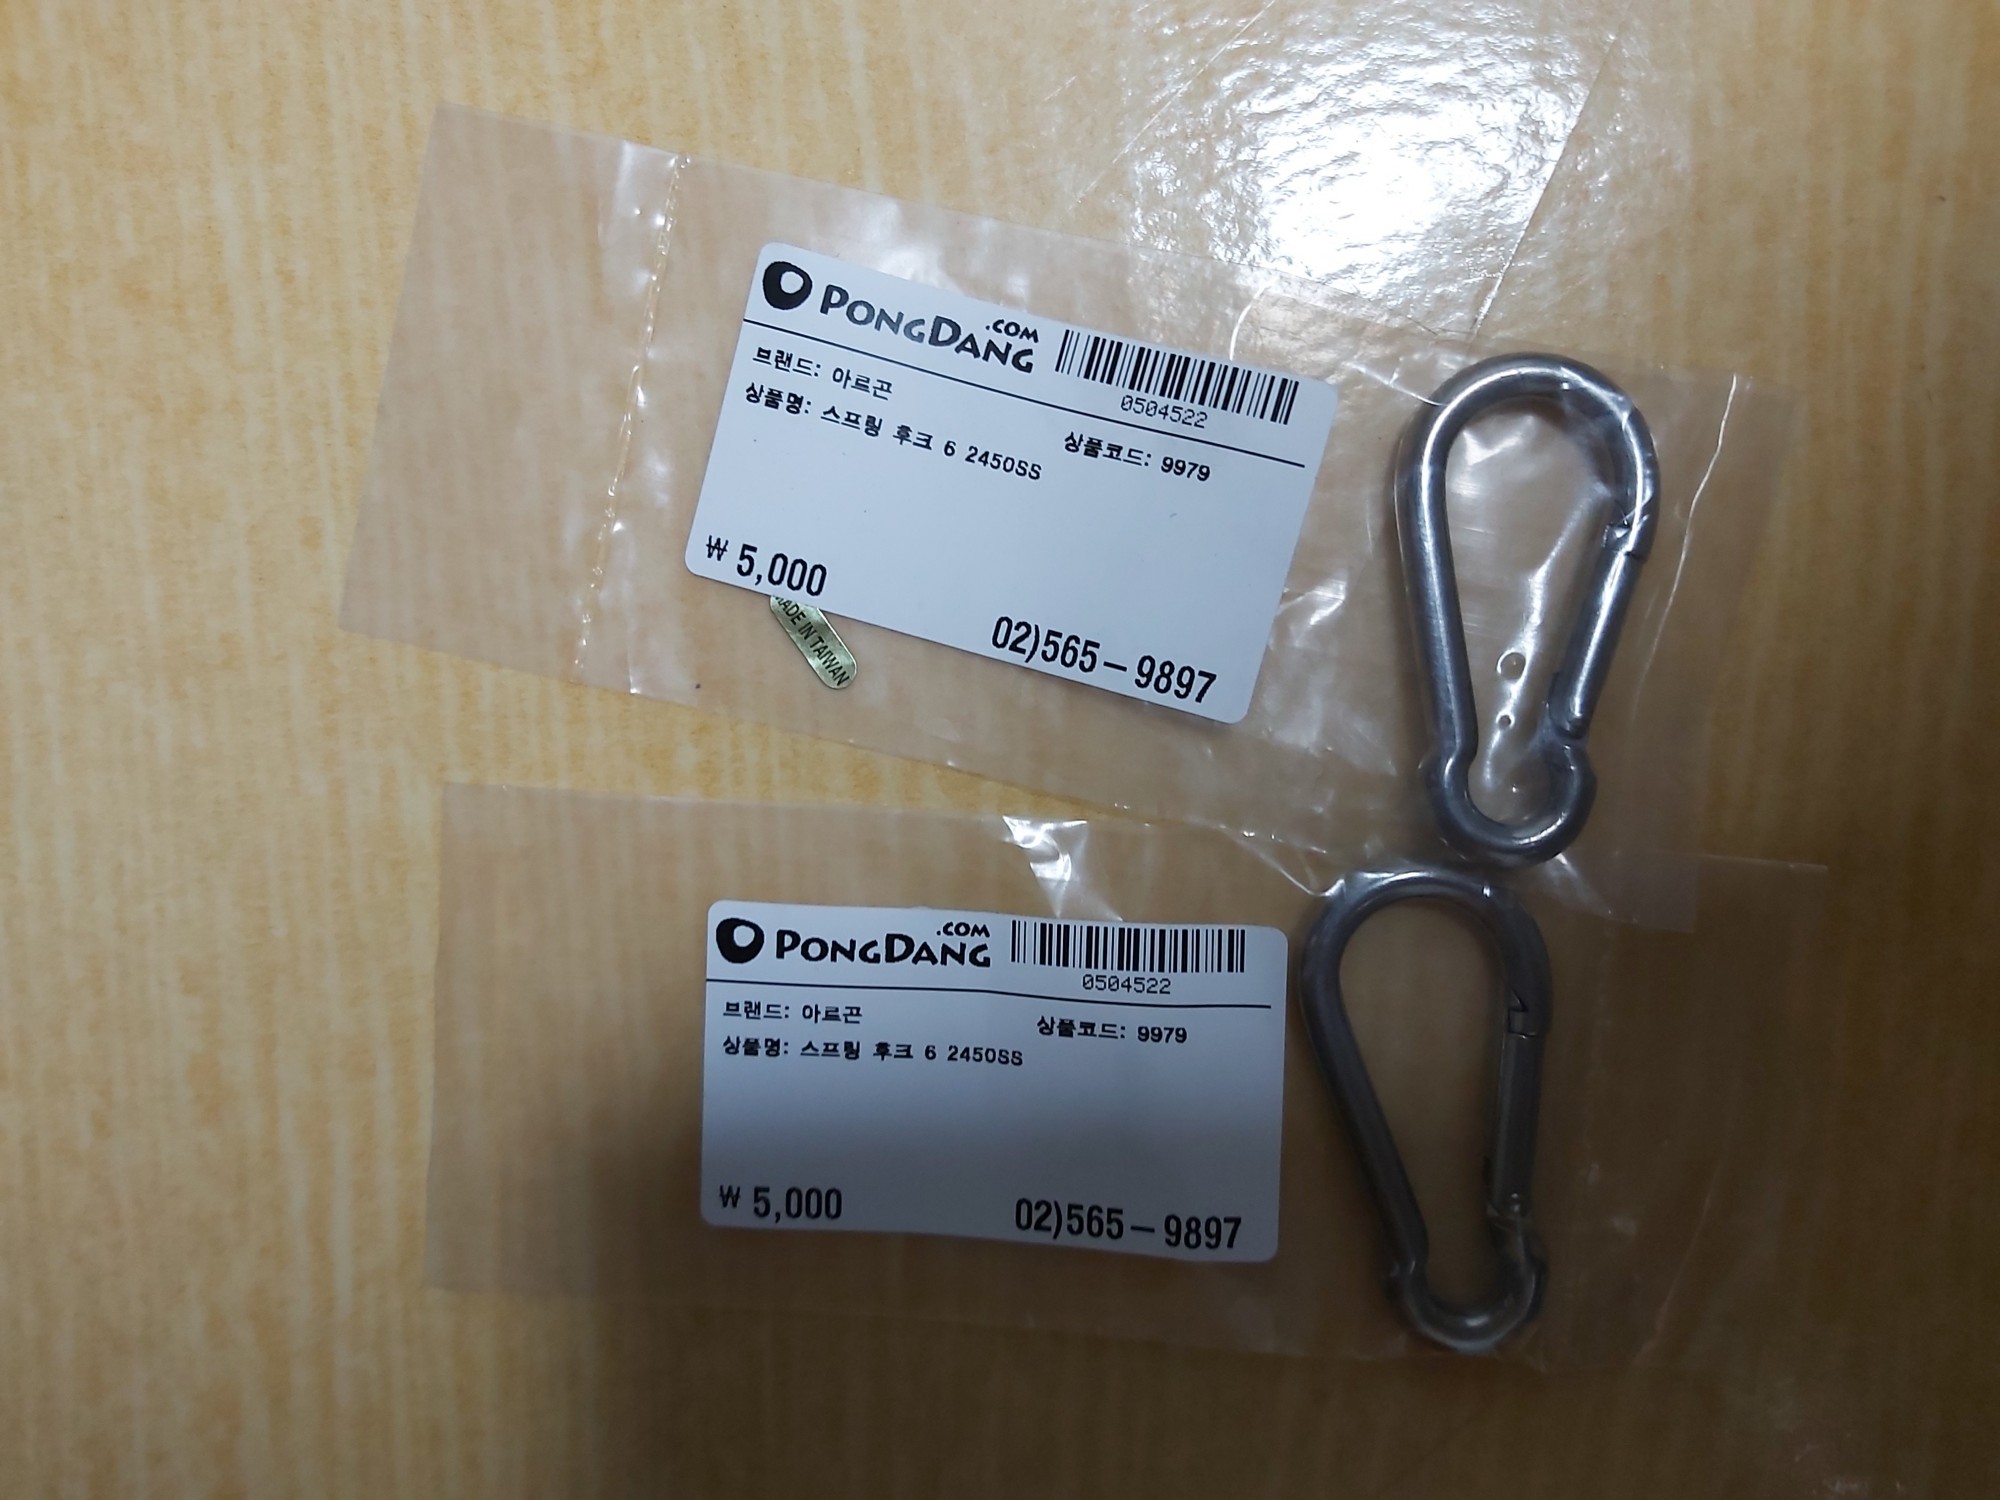 PONGDANG.COM
0504522
브랜드: 아르곤
상품코드: 9979
상품명: 스프링 후크 6 2450SS
₩ 5,000
02)565-9897
MADE IN TAIWAN
PONGDANG.COM
0504522
브랜드: 아르곤
상품코드: 9979
상품명: 스프링 후크 6 2450SS
₩ 5,000
02)565-9897